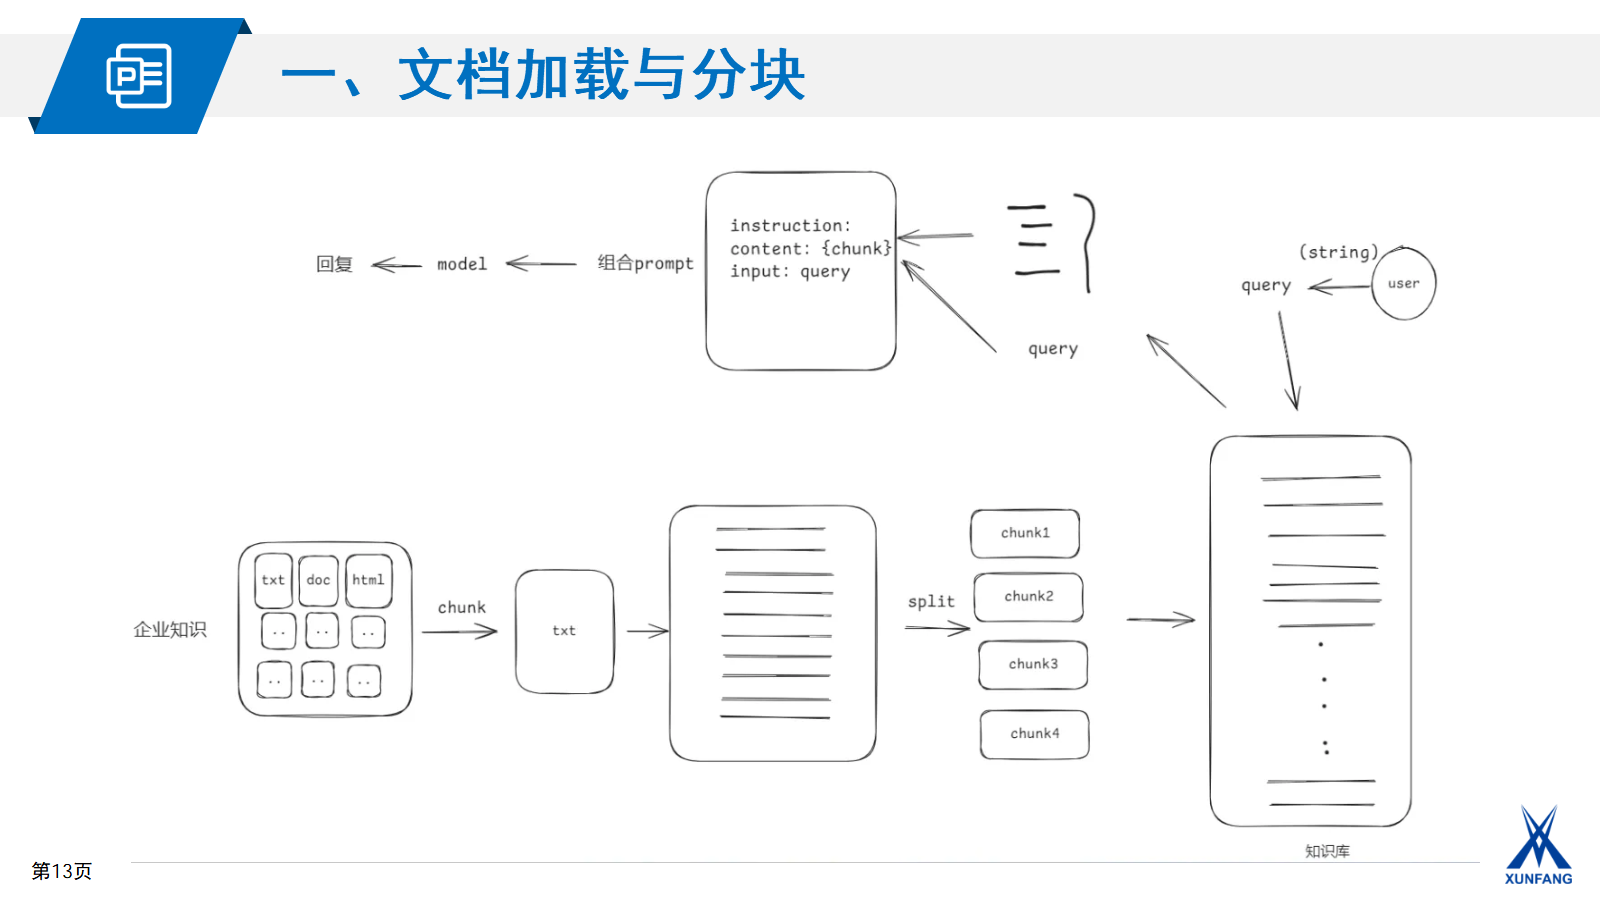 一、文档加载与分块
instruction:
content: {chunk}
input: query
回复
model
组合prompt
query
(string)
query
user
企业知识
txt
doc
html
..
..
..
..
..
..
chunk
txt
split
chunk1
chunk2
chunk3
chunk4
知识库
第13页
XUNFANG